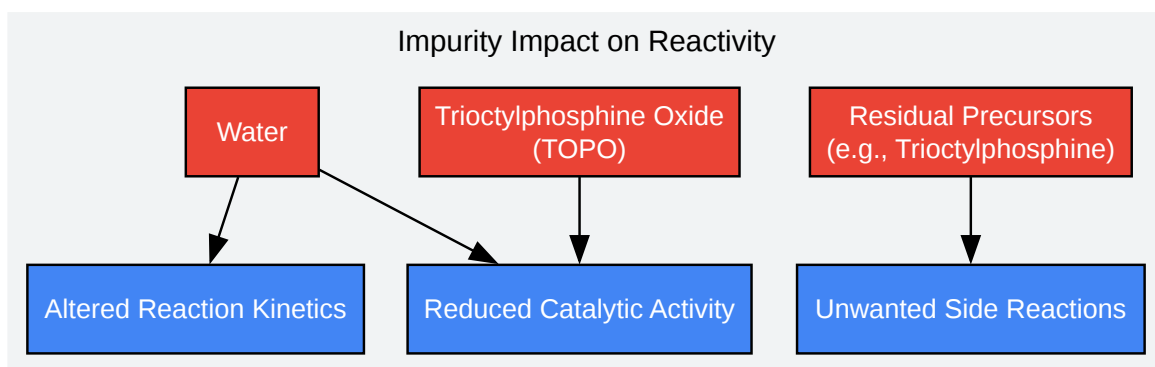 Impurity Impact on Reactivity
Water
Trioctylphosphine Oxide
(TOPO)
Residual Precursors
(e.g., Trioctylphosphine)
Altered Reaction Kinetics
Reduced Catalytic Activity
Unwanted Side Reactions